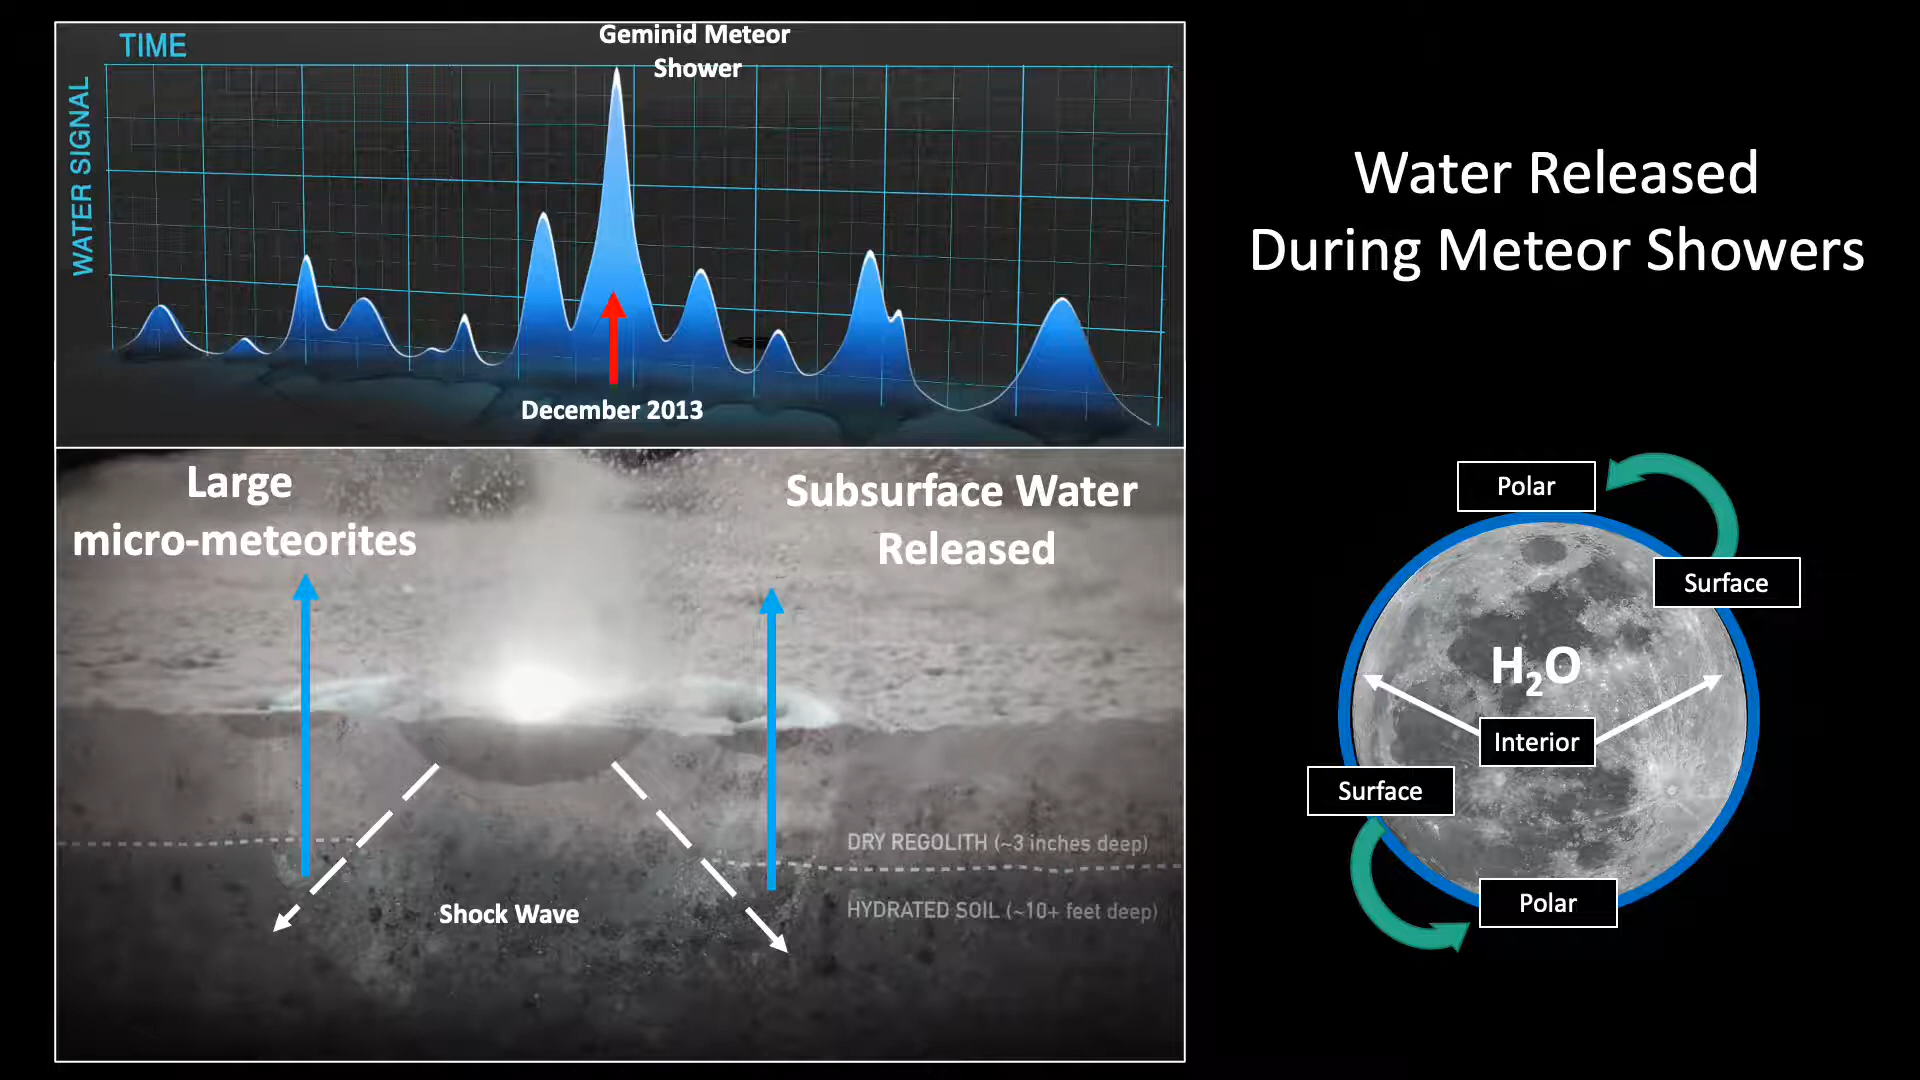 TIME
WATER SIGNAL
Geminid Meteor
Shower
December 2013
Large
micro-meteorites
Subsurface Water
Released
DRY REGOLITH (~3 inches deep)
HYDRATED SOIL (~10+ feet deep)
Shock Wave
Water Released
During Meteor Showers
Polar
Surface
H₂O
Interior
Surface
Polar